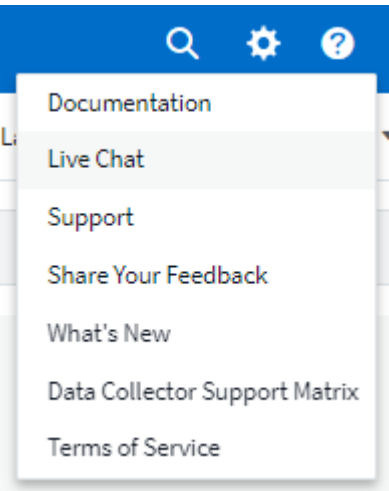 Documentation
Live Chat
Support
Share Your Feedback
What's New
Data Collector Support Matrix
Terms of Service